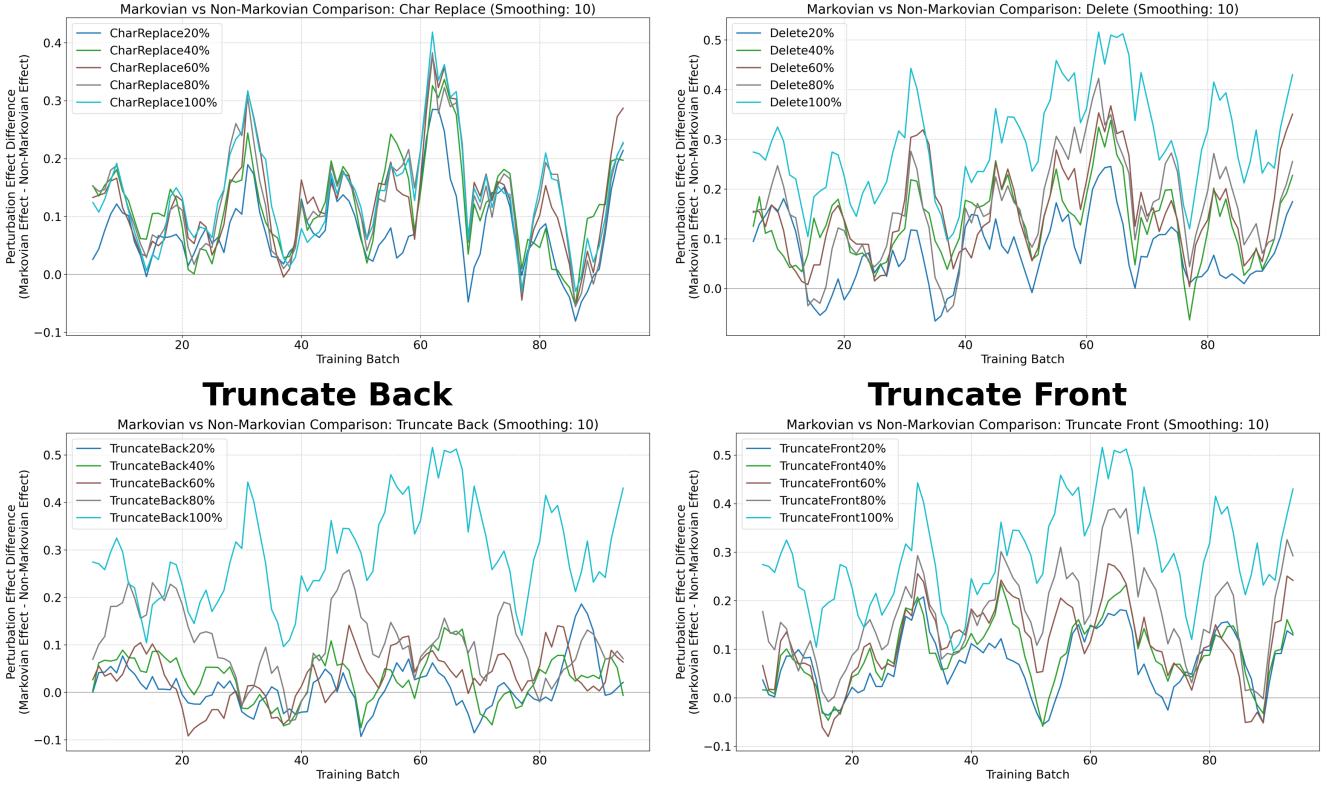 Markovian vs Non-Markovian Comparison: Char Replace (Smoothing: 10)
Perturbation Effect Difference
(Markovian Effect - Non-Markovian Effect)
CharReplace20%
CharReplace40%
CharReplace60%
CharReplace80%
CharReplace100%
0.4
0.3
0.2
0.1
0.0
−0.1
20
40
60
80
Training Batch
Markovian vs Non-Markovian Comparison: Delete (Smoothing: 10)
Perturbation Effect Difference
(Markovian Effect - Non-Markovian Effect)
Delete20%
Delete40%
Delete60%
Delete80%
Delete100%
0.5
0.4
0.3
0.2
0.1
0.0
20
40
60
80
Training Batch
Truncate Back
Markovian vs Non-Markovian Comparison: Truncate Back (Smoothing: 10)
Perturbation Effect Difference
(Markovian Effect - Non-Markovian Effect)
TruncateBack20%
TruncateBack40%
TruncateBack60%
TruncateBack80%
TruncateBack100%
0.5
0.4
0.3
0.2
0.1
0.0
−0.1
20
40
60
80
Training Batch
Truncate Front
Markovian vs Non-Markovian Comparison: Truncate Front (Smoothing: 10)
Perturbation Effect Difference
(Markovian Effect - Non-Markovian Effect)
TruncateFront20%
TruncateFront40%
TruncateFront60%
TruncateFront80%
TruncateFront100%
0.5
0.4
0.3
0.2
0.1
0.0
−0.1
20
40
60
80
Training Batch